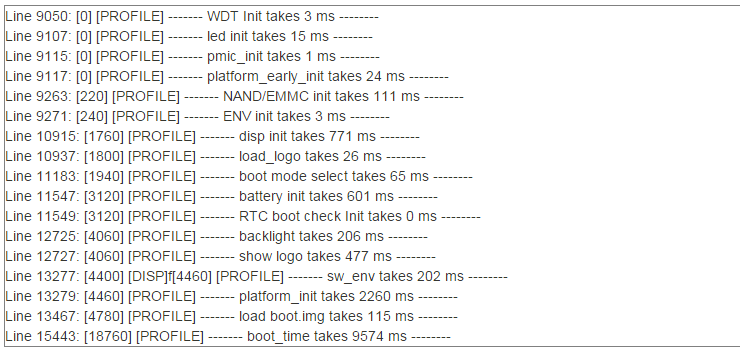 Line 9050: [0] [PROFILE] ------- WDT Init takes 3 ms --------
Line 9107: [0] [PROFILE] ------- led init takes 15 ms --------
Line 9115: [0] [PROFILE] ------- pmic_init takes 1 ms --------
Line 9117: [0] [PROFILE] ------- platform_early_init takes 24 ms --------
Line 9263: [220] [PROFILE] ------- NAND/EMMC init takes 111 ms --------
Line 9271: [240] [PROFILE] ------- ENV init takes 3 ms --------
Line 10915: [1760] [PROFILE] ------- disp init takes 771 ms --------
Line 10937: [1800] [PROFILE] ------- load_logo takes 26 ms --------
Line 11183: [1940] [PROFILE] ------- boot mode select takes 65 ms --------
Line 11547: [3120] [PROFILE] ------- battery init takes 601 ms --------
Line 11549: [3120] [PROFILE] ------- RTC boot check Init takes 0 ms --------
Line 12725: [4060] [PROFILE] ------- backlight takes 206 ms --------
Line 12727: [4060] [PROFILE] ------- show logo takes 477 ms --------
Line 13277: [4400] [DISP]f[4460] [PROFILE] ------- sw_env takes 202 ms --------
Line 13279: [4460] [PROFILE] ------- platform_init takes 2260 ms --------
Line 13467: [4780] [PROFILE] ------- load boot.img takes 115 ms --------
Line 15443: [18760] [PROFILE] ------- boot_time takes 9574 ms --------